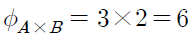 ϕ_{A×B} = 3×2 = 6